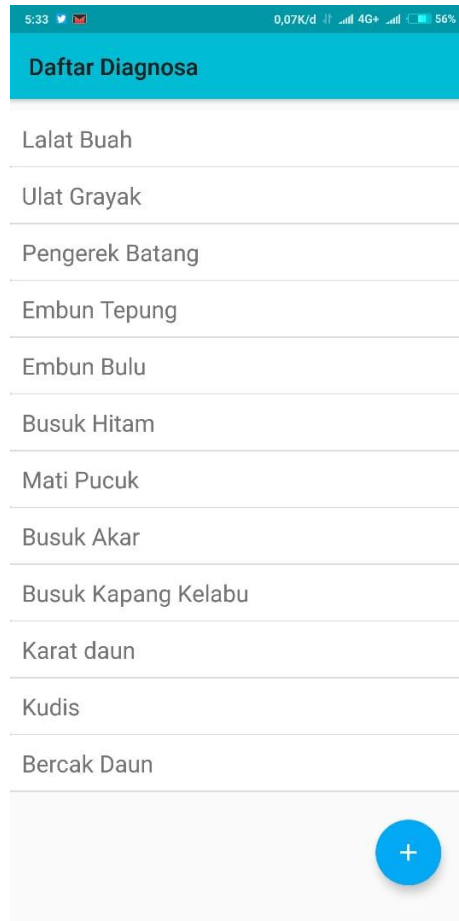 5:33 0,07K/d 4G+ 56%
Daftar Diagnosa
Lalat Buah
Ulat Grayak
Pengerek Batang
Embun Tepung
Embun Bulu
Busuk Hitam
Mati Pucuk
Busuk Akar
Busuk Kapang Kelabu
Karat daun
Kudis
Bercak Daun
+